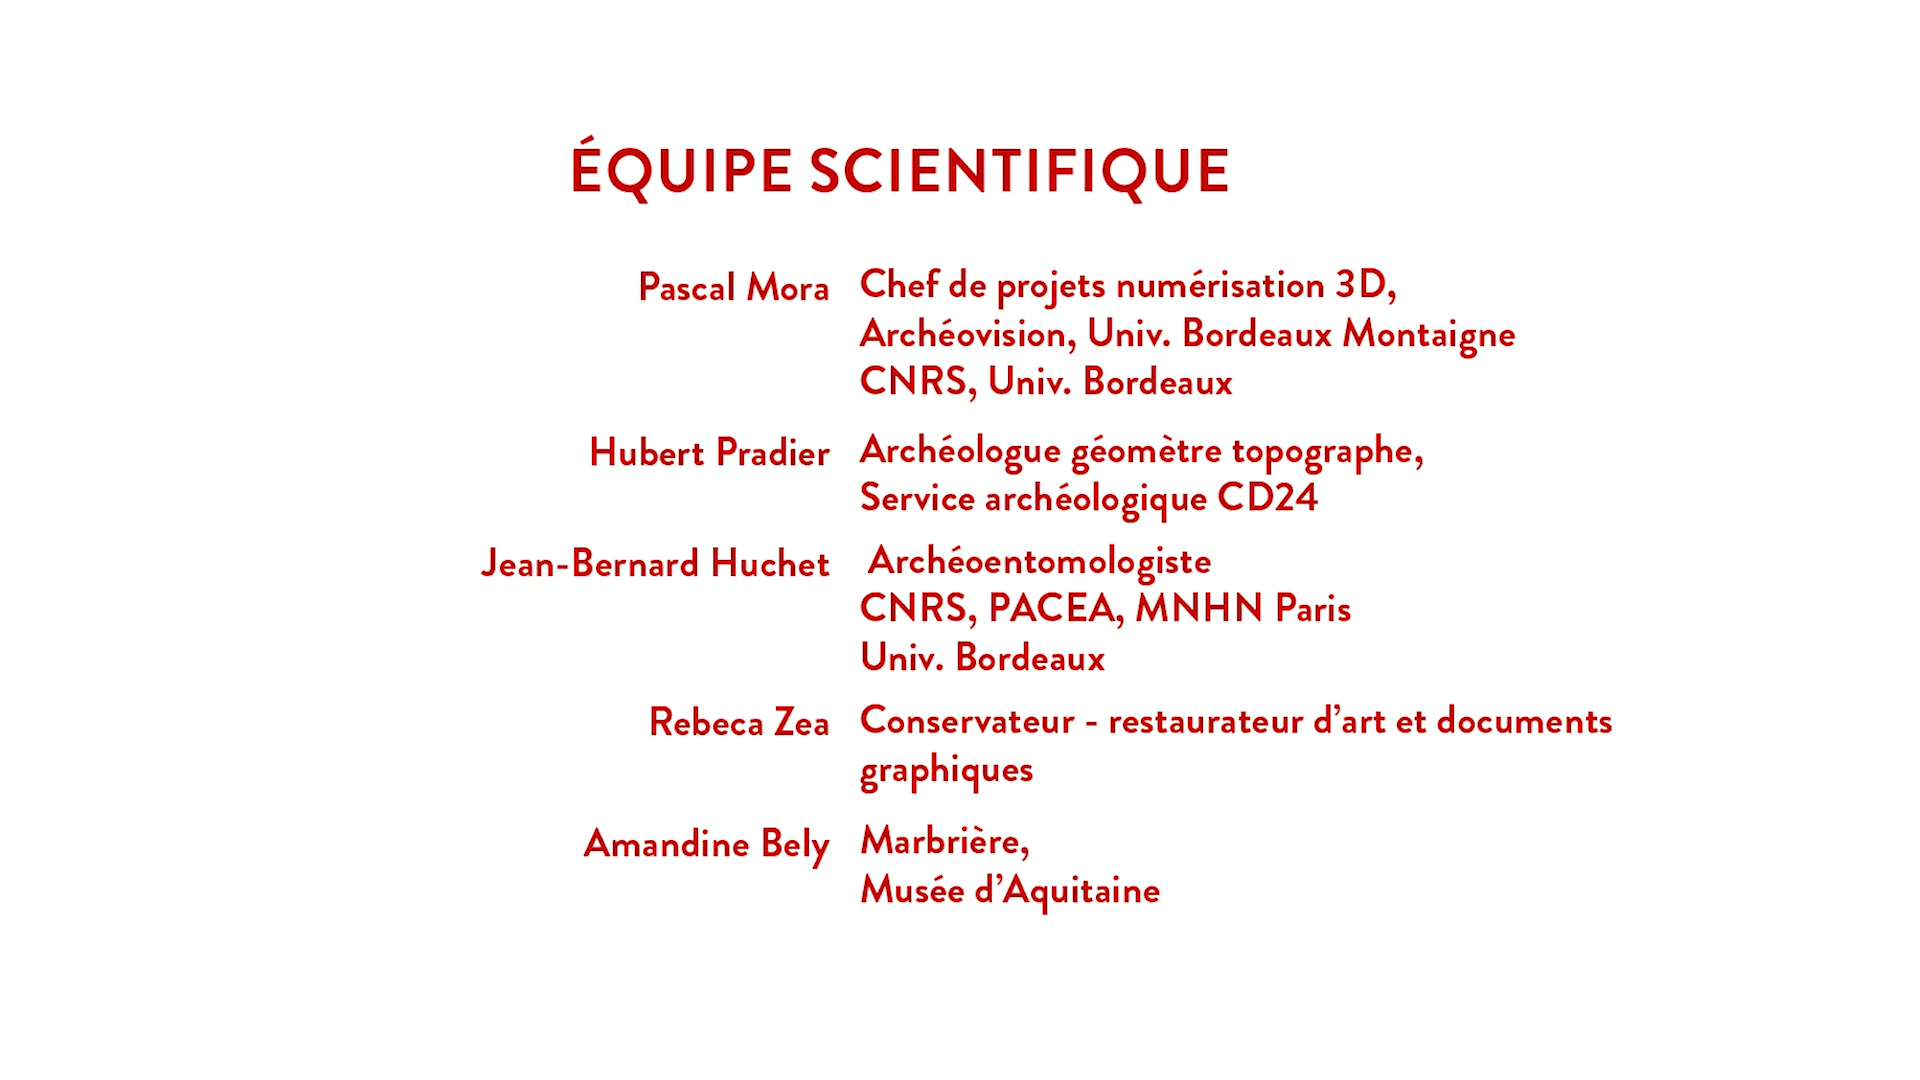 ÉQUIPE SCIENTIFIQUE
Pascal Mora Chef de projets numérisation 3D,
Archéovision, Univ. Bordeaux Montaigne
CNRS, Univ. Bordeaux
Hubert Pradier Archéologue géomètre topographe,
Service archéologique CD24
Jean-Bernard Huchet Archéoentomologiste
CNRS, PACEA, MNHN Paris
Univ. Bordeaux
Rebeca Zea Conservateur - restaurateur d’art et documents
graphiques
Amandine Bely Marbrière,
Musée d’Aquitaine